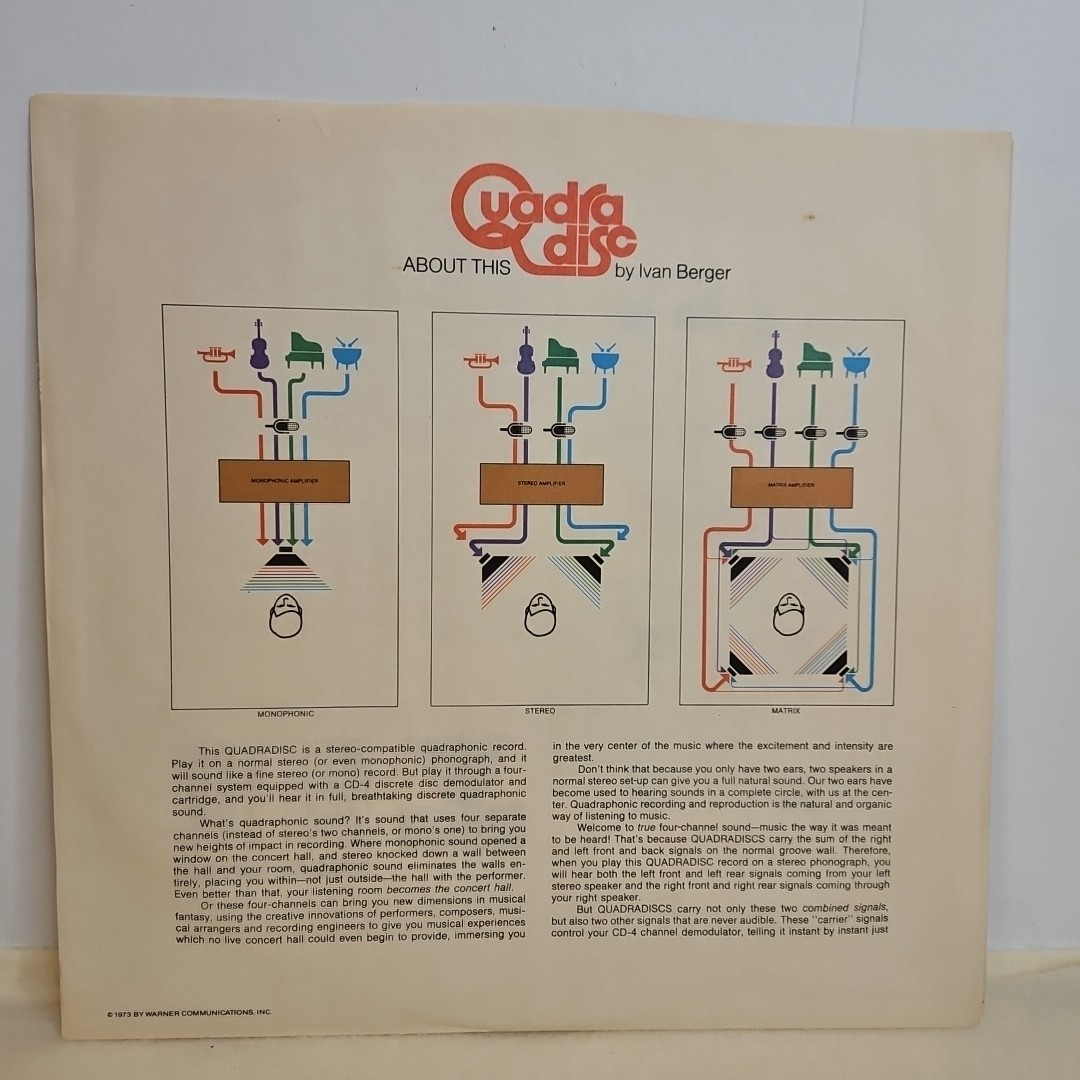 Quadra
disc
ABOUT THIS by Ivan Berger
MONOPHONIC AMPLIFIER
STEREO AMPLIFIER
MATRIX AMPLIFIER
MONOPHONIC
STEREO
MATRIX
This QUADRADISC is a stereo-compatible quadraphonic record.
Play it on a normal stereo (or even monophonic) phonograph, and it
will sound like a fine stereo (or mono) record. But play it through a four-
channel system equipped with a CD-4 discrete disc demodulator and
cartridge, and you'll hear it in full, breathtaking discrete quadraphonic
sound.
What's quadraphonic sound? It's sound that uses four separate
channels (instead of stereo's two channels, or mono's one) to bring you
new heights of impact in recording. Where monophonic sound opened a
window on the concert hall, and stereo knocked down a wall between
the hall and your room, quadraphonic sound eliminates the walls en-
tirely, placing you within—not just outside—the hall with the performer.
Even better than that, your listening room becomes the concert hall.
Or these four-channels can bring you new dimensions in musical
fantasy, using the creative innovations of performers, composers, musi-
cal arrangers and recording engineers to give you musical experiences
which no live concert hall could even begin to provide, immersing you
in the very center of the music where the excitement and intensity are
greatest.
Don't think that because you only have two ears, two speakers in a
normal stereo set-up can give you a full natural sound. Our two ears have
become used to hearing sounds in a complete circle, with us at the cen-
ter. Quadraphonic recording and reproduction is the natural and organic
way of listening to music.
Welcome to true four-channel sound—music the way it was meant
to be heard! That's because QUADRADISCS carry the sum of the right
and left front and back signals on the normal groove wall. Therefore,
when you play this QUADRADISC record on a stereo phonograph, you
will hear both the left front and left rear signals coming from your left
stereo speaker and the right front and right rear signals coming through
your right speaker.
But QUADRADISCS carry not only these two combined signals,
but also two other signals that are never audible. These "carrier" signals
control your CD-4 channel demodulator, telling it instant by instant just
© 1973 BY WARNER COMMUNICATIONS, INC.